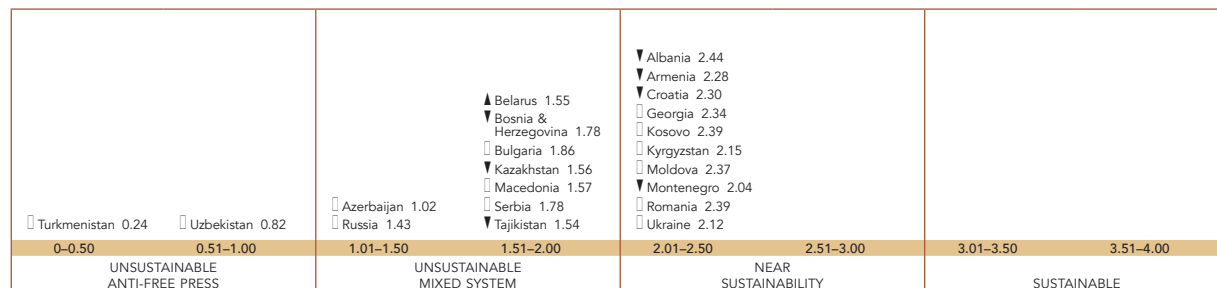 Turkmenistan 0.24
Uzbekistan 0.82
0–0.50
0.51–1.00
UNSUSTAINABLE
ANTI-FREE PRESS
Azerbaijan 1.02
Russia 1.43
▲ Belarus 1.55
▼ Bosnia &
Herzegovina 1.78
Bulgaria 1.86
▼ Kazakhstan 1.56
Macedonia 1.57
Serbia 1.78
▼ Tajikistan 1.54
1.01–1.50
1.51–2.00
UNSUSTAINABLE
MIXED SYSTEM
▼ Albania 2.44
▼ Armenia 2.28
▼ Croatia 2.30
Georgia 2.34
Kosovo 2.39
Kyrgyzstan 2.15
Moldova 2.37
▼ Montenegro 2.04
Romania 2.39
Ukraine 2.12
2.01–2.50
2.51–3.00
NEAR
SUSTAINABILITY
3.01–3.50
3.51–4.00
SUSTAINABLE